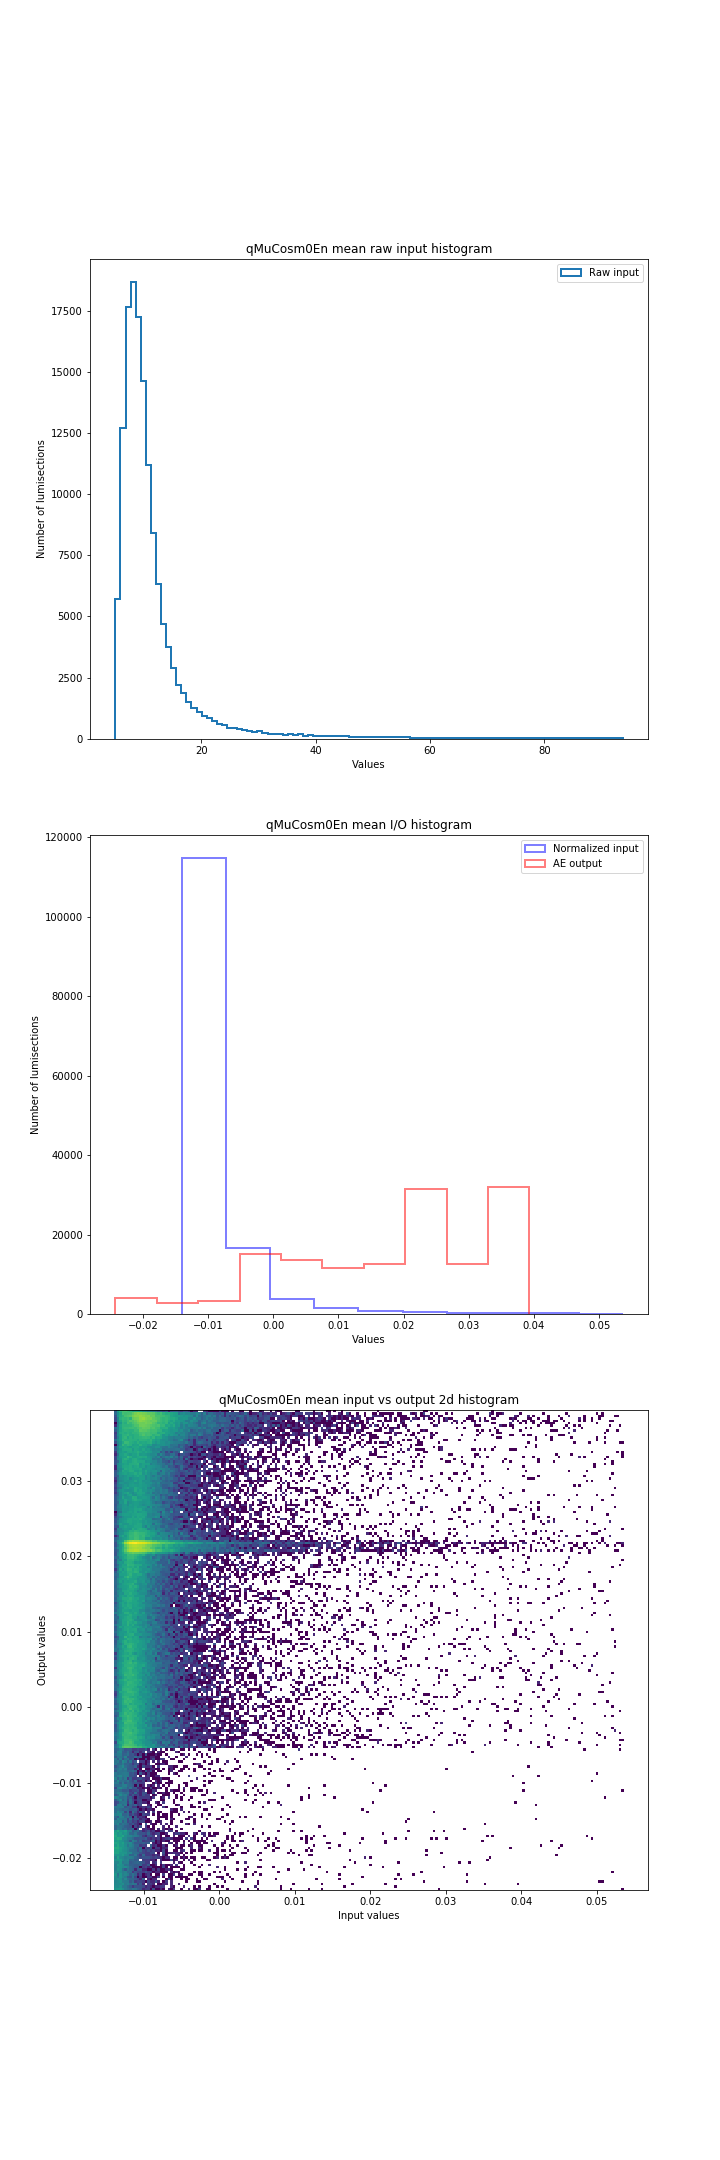 qMuCosm0En mean raw input histogram
Raw input
Number of lumisections
17500
15000
12500
10000
7500
5000
2500
0
20 40 60 80
Values
qMuCosm0En mean I/O histogram
Normalized input
AE output
Number of lumisections
120000
100000
80000
60000
40000
20000
0
−0.02 −0.01 0.00 0.01 0.02 0.03 0.04 0.05
Values
qMuCosm0En mean input vs output 2d histogram
Output values
0.03
0.02
0.01
0.00
−0.01
−0.02
−0.01 0.00 0.01 0.02 0.03 0.04 0.05
Input values